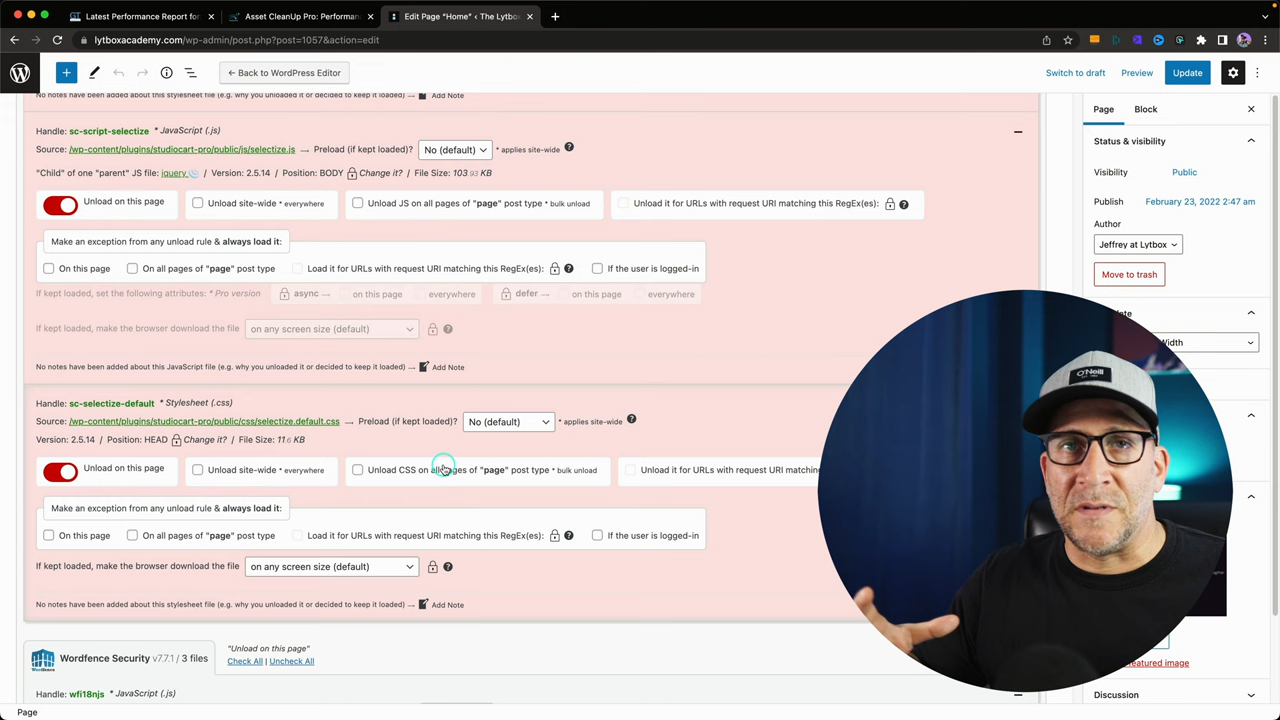 Latest Performance Report for
Asset CleanUp Pro: Performan
Edit Page "Home" ‹ The Lytbo
lytboxacademy.com/wp-admin/post.php?post=1057&action=edit
← Back to WordPress Editor
Switch to draft
Preview
Update
No notes have been added about this stylesheet file (e.g. why you unloaded it or decided to keep it loaded) → Add Note
Page
Block
Handle: sc-script-selectize * JavaScript (.js)
Source: /wp-content/plugins/studiocart-pro/public/js/selectize.js → Preload (if kept loaded)? No (default) * applies site-wide
"Child" of one "parent" JS file: jquery / Version: 2.5.14 / Position: BODY Change it? / File Size: 103.93 KB
Unload on this page
Unload site-wide * everywhere
Unload JS on all pages of "page" post type * bulk unload
Unload it for URLs with request URI matching this RegEx(es):
Make an exception from any unload rule & always load it:
On this page
On all pages of "page" post type
Load it for URLs with request URI matching this RegEx(es):
If the user is logged-in
If kept loaded, set the following attributes: * Pro version
async
on this page
everywhere
defer
on this page
everywhere
If kept loaded, make the browser download the file on any screen size (default)
No notes have been added about this JavaScript file (e.g. why you unloaded it or decided to keep it loaded) → Add Note
Handle: sc-selectize-default * Stylesheet (.css)
Source: /wp-content/plugins/studiocart-pro/public/css/selectize.default.css → Preload (if kept loaded)? No (default) * applies site-wide
Version: 2.5.14 / Position: HEAD Change it? / File Size: 11.6 KB
Unload on this page
Unload site-wide * everywhere
Unload CSS on all pages of "page" post type * bulk unload
Unload it for URLs with request URI matching
Make an exception from any unload rule & always load it:
On this page
On all pages of "page" post type
Load it for URLs with request URI matching this RegEx(es):
If the user is logged-in
If kept loaded, make the browser download the file on any screen size (default)
No notes have been added about this stylesheet file (e.g. why you unloaded it or decided to keep it loaded) → Add Note
Wordfence Security v7.7.1 / 3 files
"Unload on this page"
Check All | Uncheck All
Handle: wfi18njs * JavaScript (.js)
Page
Status & visibility
Visibility
Public
Publish
February 23, 2022 2:47 am
Author
Jeffrey at Lytbox
Move to trash
Width
O'NEILL
featured image
Discussion